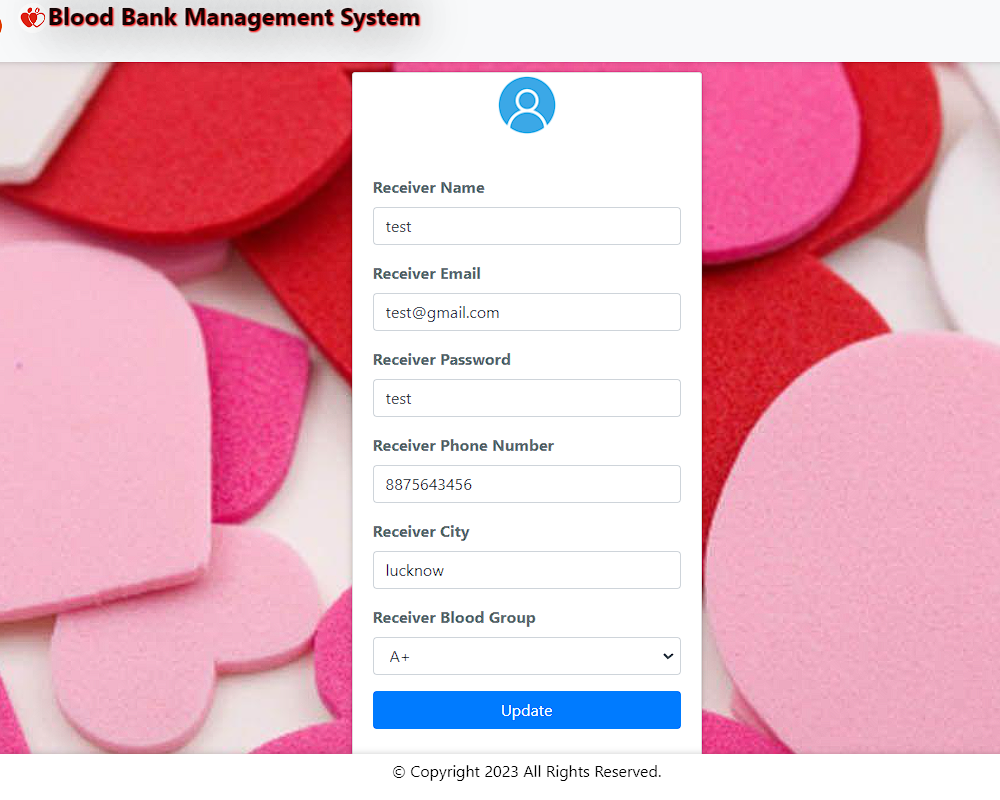 Blood Bank Management System
Receiver Name
test
Receiver Email
test@gmail.com
Receiver Password
test
Receiver Phone Number
8875643456
Receiver City
lucknow
Receiver Blood Group
A+
Update
© Copyright 2023 All Rights Reserved.